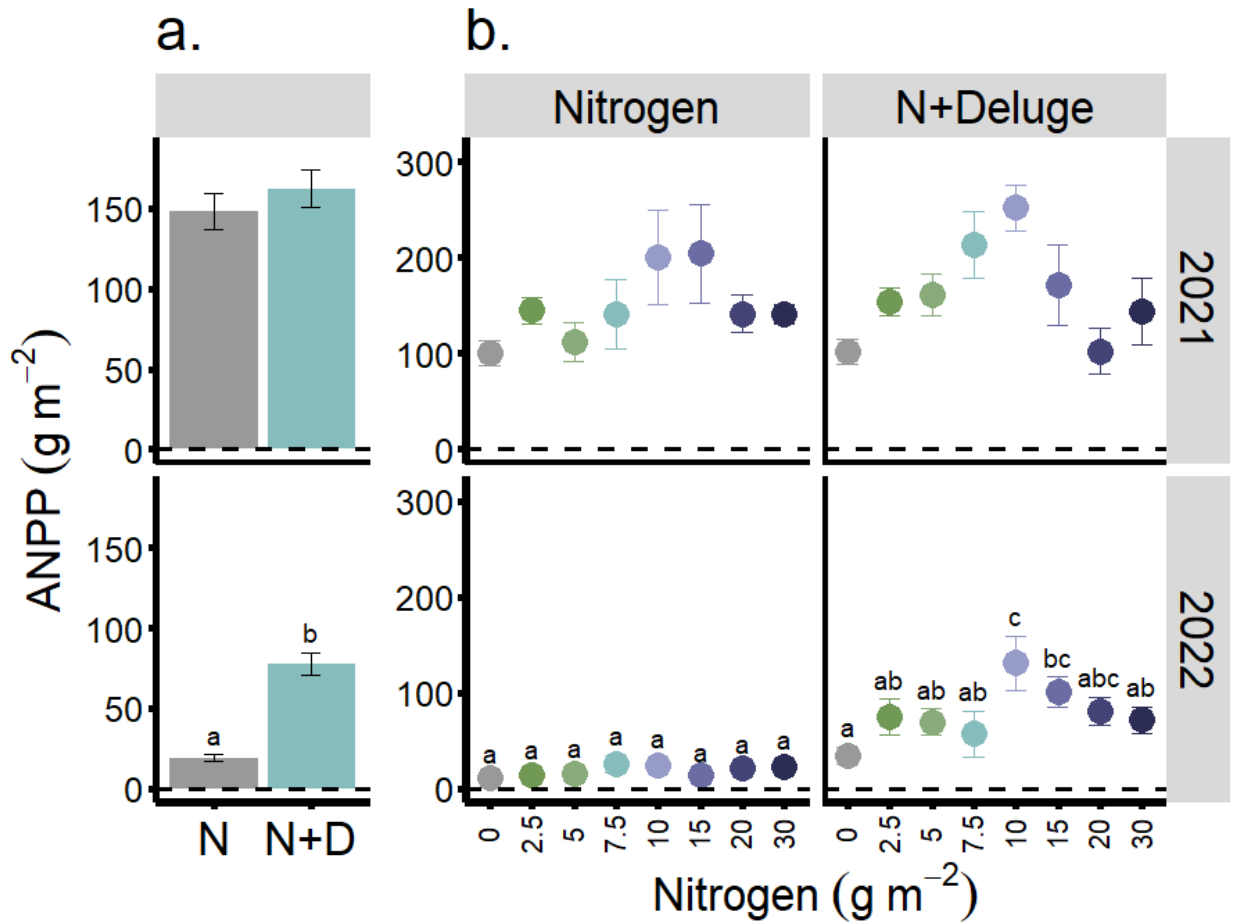 a.
b.
Nitrogen
N+Deluge
ANPP (g m⁻²)
150
100
50
0
300
200
100
0
2021
150
100
50
0
a
b
N
N+D
300
200
100
0
a
a
a
a
a
a
a
a
a
ab
ab
ab
c
bc
abc
ab
2022
0
2.5
5
7.5
10
15
20
30
0
2.5
5
7.5
10
15
20
30
Nitrogen (g m⁻²)